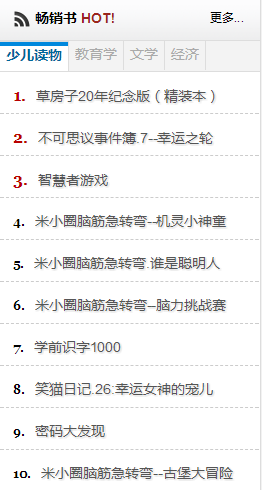 畅销书 HOT! 更多...
少儿读物 教育学 文学 经济
1. 草房子20年纪念版（精装本）
2. 不可思议事件簿.7--幸运之轮
3. 智慧者游戏
4. 米小圈脑筋急转弯--机灵小神童
5. 米小圈脑筋急转弯.谁是聪明人
6. 米小圈脑筋急转弯--脑力挑战赛
7. 学前识字1000
8. 笑猫日记.26:幸运女神的宠儿
9. 密码大发现
10. 米小圈脑筋急转弯--古堡大冒险